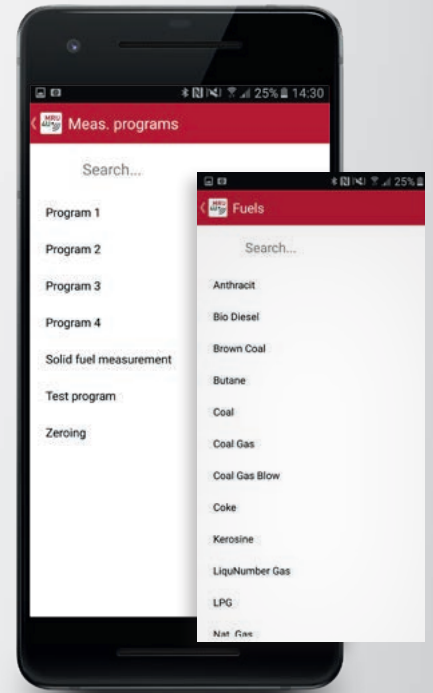 25% 14:30
MRU
Meas. programs
Search...
Program 1
Program 2
Program 3
Program 4
Solid fuel measurement
Test program
Zeroing
25%
MRU
Fuels
Search...
Anthracit
Bio Diesel
Brown Coal
Butane
Coal
Coal Gas
Coal Gas Blow
Coke
Kerosine
LiquNumber Gas
LPG
Nat. Gas